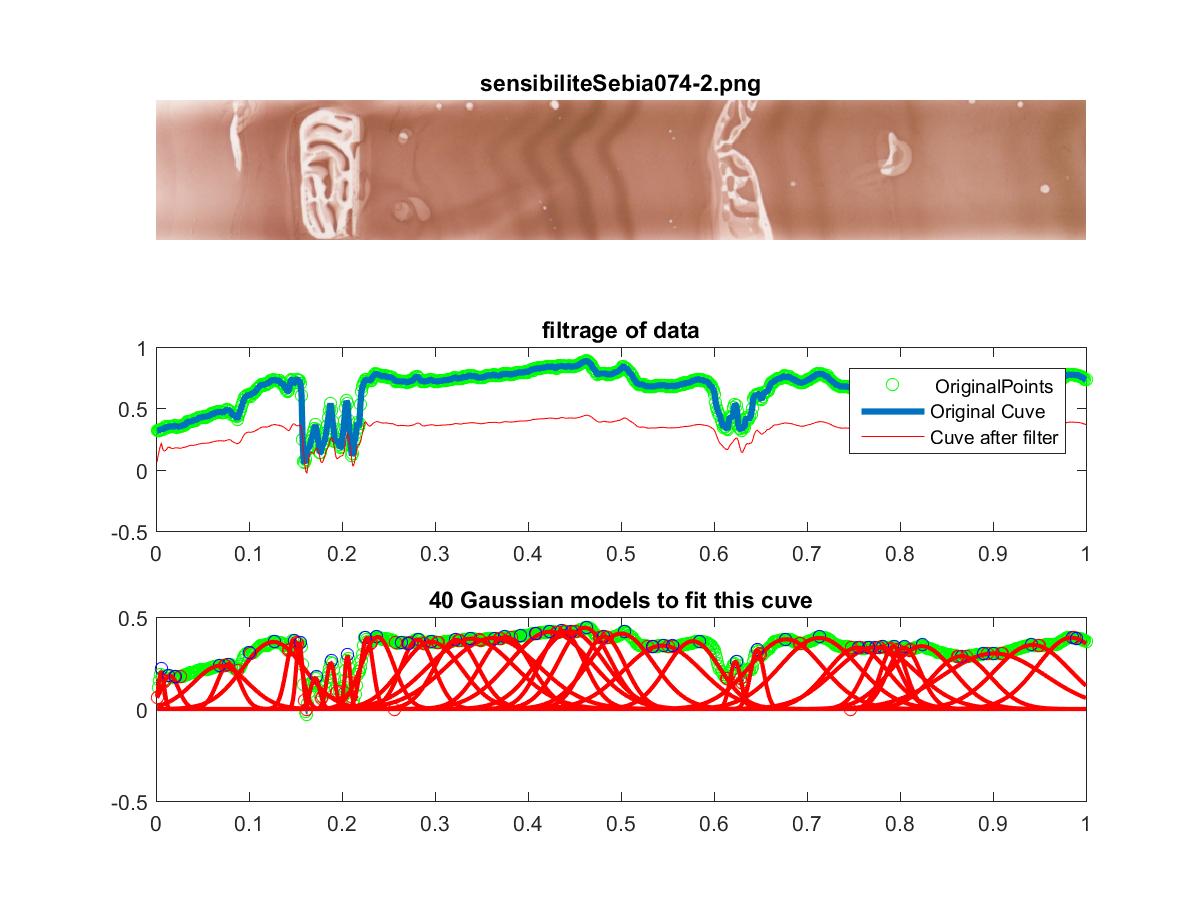 sensibiliteSebia074-2.png
filtrage of data
1
0.5
0
-0.5
OriginalPoints
Original Cuve
Cuve after filter
0 0.1 0.2 0.3 0.4 0.5 0.6 0.7 0.8 0.9 1
40 Gaussian models to fit this cuve
0.5
0
-0.5
0 0.1 0.2 0.3 0.4 0.5 0.6 0.7 0.8 0.9 1